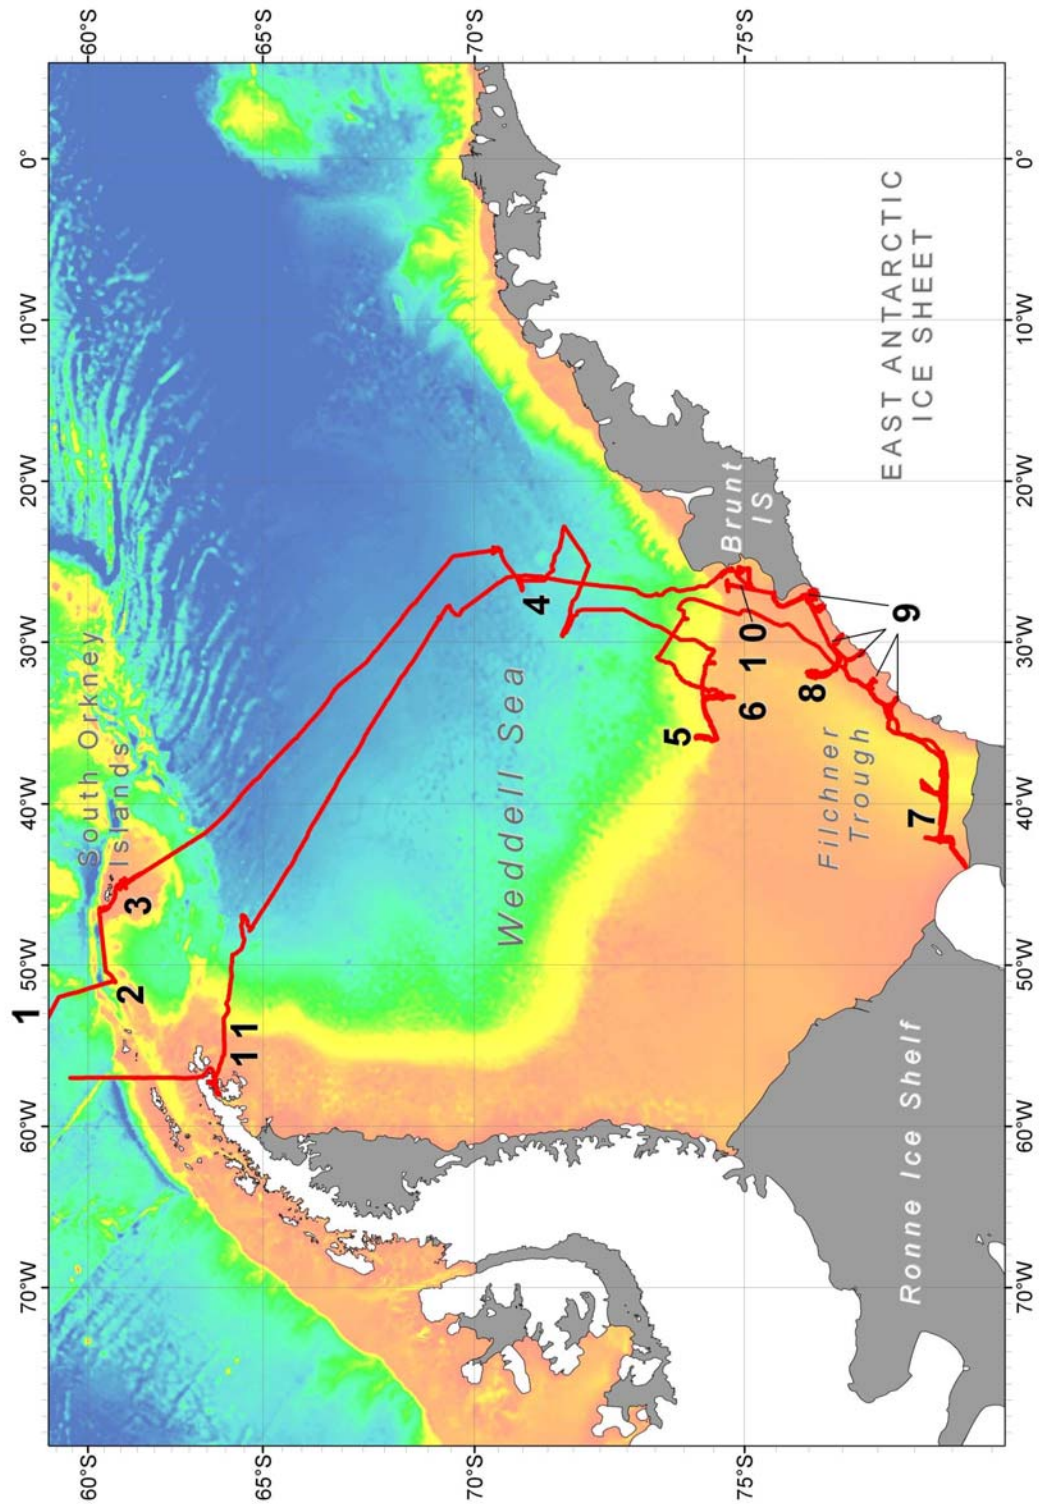 70°W 60°W 50°W 40°W 30°W 20°W 10°W 0°
1
60°S 60°S
South Orkney
Islands
2
3
65°S 65°S
11
70°S 70°S
Weddell Sea
4
5
Brunt
IS
6
10
75°S 75°S
8
Filchner
Trough
9
7
EAST ANTARCTIC
ICE SHEET
Ronne Ice Shelf
70°W 60°W 50°W 40°W 30°W 20°W 10°W 0°